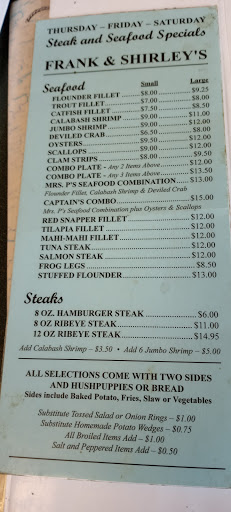 THURSDAY – FRIDAY – SATURDAY
Steak and Seafood Specials
FRANK & SHIRLEY'S
Seafood Small Large
FLOUNDER FILLET $8.00 $9.25
TROUT FILLET $7.00 $8.00
CATFISH FILLET $7.50 $8.50
CALABASH SHRIMP $9.00 $11.00
JUMBO SHRIMP $9.00 $12.00
DEVILED CRAB $6.50 $8.00
OYSTERS $9.50 $12.00
SCALLOPS $9.00 $12.00
CLAM STRIPS $8.00 $9.50
COMBO PLATE - Any 2 Items Above $12.00
COMBO PLATE - Any 3 Items Above $13.50
MRS. P'S SEAFOOD COMBINATION $13.00
Flounder Fillet, Calabash Shrimp & Deviled Crab
CAPTAIN'S COMBO $15.00
Mrs. P's Seafood Combination plus Oysters & Scallops
RED SNAPPER FILLET $12.00
TILAPIA FILLET $12.00
MAHI-MAHI FILLET $12.00
TUNA STEAK $12.00
SALMON STEAK $12.00
FROG LEGS $8.50
STUFFED FLOUNDER $13.00
Steaks
8 OZ. HAMBURGER STEAK $6.00
8 OZ RIBEYE STEAK $11.00
12 OZ RIBEYE STEAK $14.95
Add Calabash Shrimp – $3.50 • Add 6 Jumbo Shrimp – $5.00
ALL SELECTIONS COME WITH TWO SIDES
AND HUSHPUPPIES OR BREAD
Sides include Baked Potato, Fries, Slaw or Vegetables
Substitute Tossed Salad or Onion Rings – $1.00
Substitute Homemade Potato Wedges – $0.75
All Broiled Items Add – $1.00
Salt and Peppered Items Add – $0.50